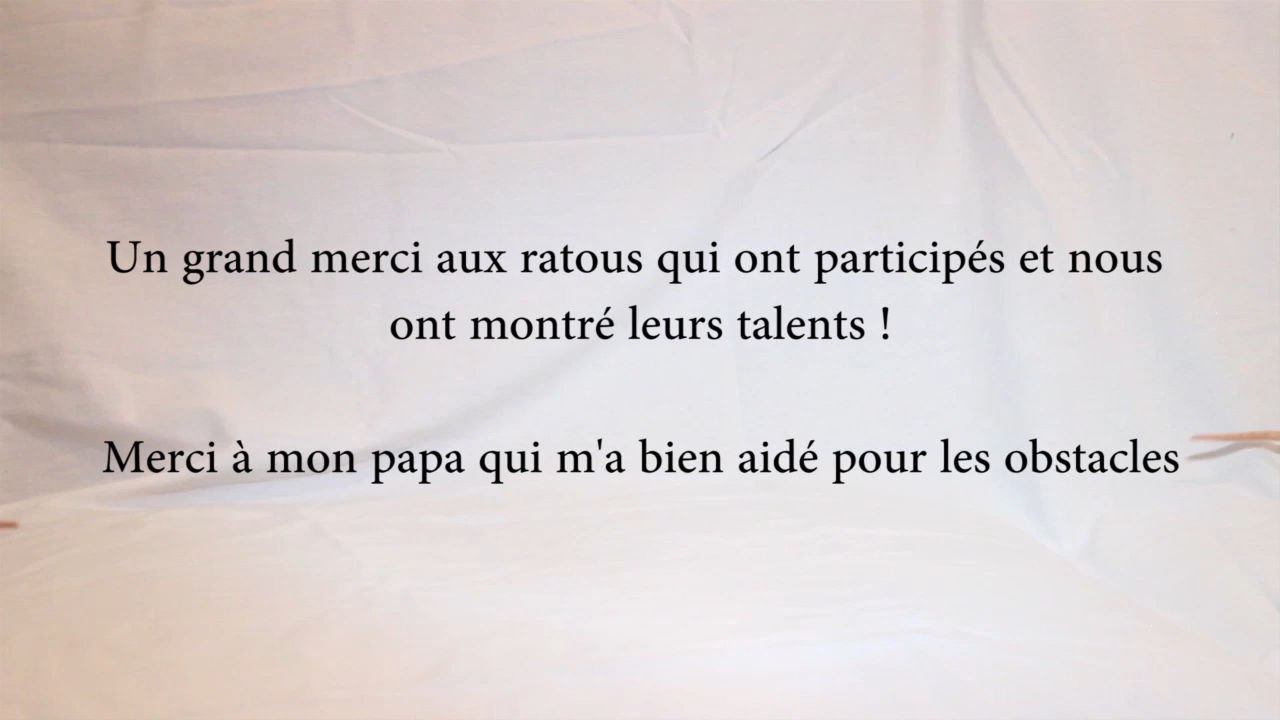 Un grand merci aux ratous qui ont participés et nous
ont montré leurs talents !
Merci à mon papa qui m'a bien aidé pour les obstacles